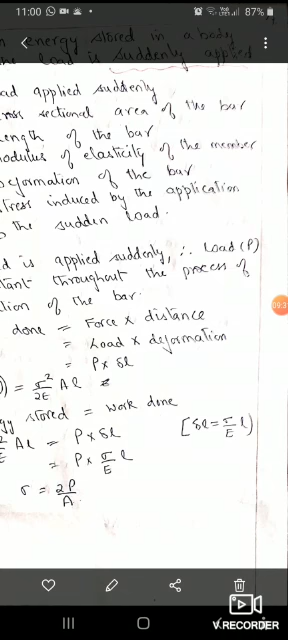 11:00
87%
energy stored in a body
load is suddenly applied
ad applied suddenly
oss sectional area of the bar
ength of the bar
modulus of elasticity of the member
eformation of the bar
stress induced by the application
the sudden load.
d is applied suddenly, ∴ Load (P)
tant throughout the process of
tion of the bar.
done = Force × distance
= Load × deformation
= P × δl
) = σ²/2E Al
gy stored = work done
/E Al = P × δl [δl = σ/E l]
= P × σ/E l
σ = 2P/A
V.RECORDER